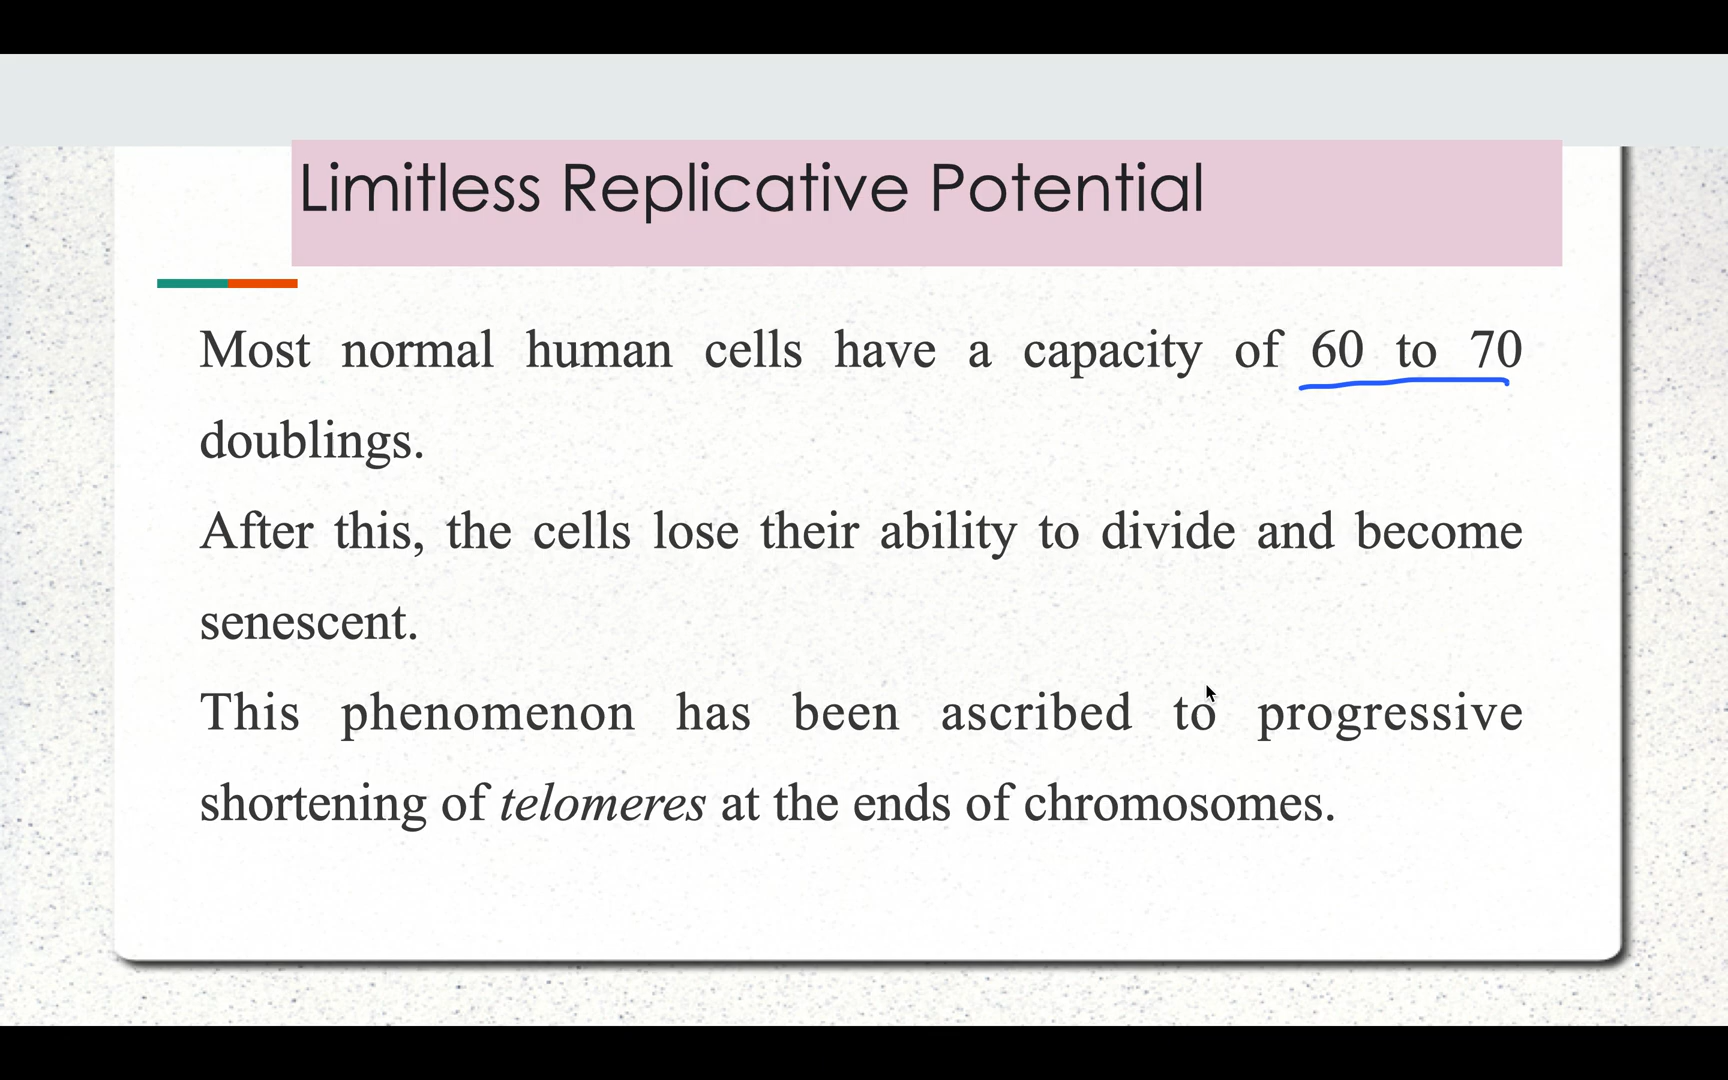 Limitless Replicative Potential
Most normal human cells have a capacity of 60 to 70
doublings.
After this, the cells lose their ability to divide and become
senescent.
This phenomenon has been ascribed to progressive
shortening of telomeres at the ends of chromosomes.